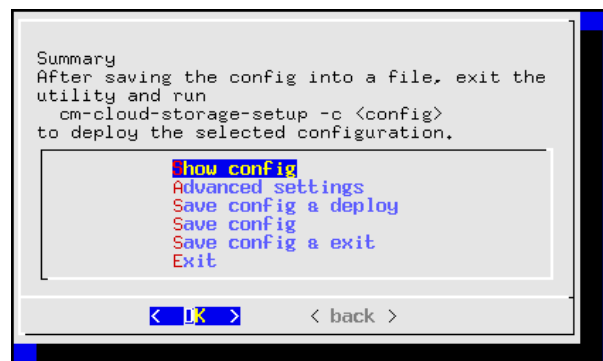 Summary
After saving the config into a file, exit the
utility and run
cm-cloud-storage-setup -c <config>
to deploy the selected configuration.
Show config
Advanced settings
Save config & deploy
Save config
Save config & exit
Exit
< OK > < back >